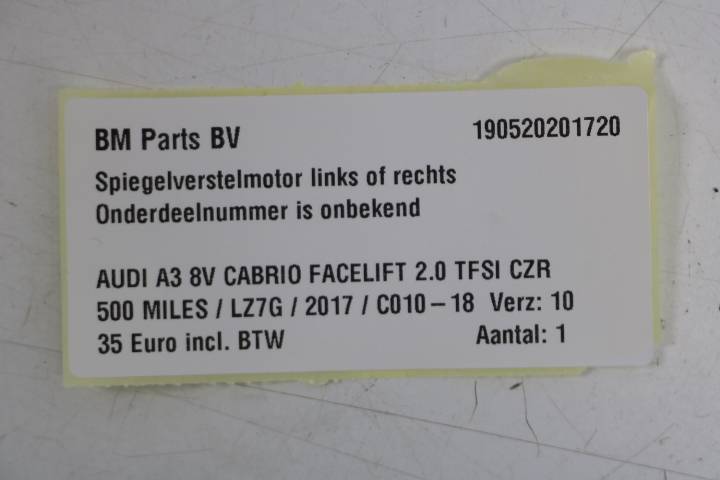 BM Parts BV 190520201720
Spiegelverstelmotor links of rechts
Onderdeelnummer is onbekend
AUDI A3 8V CABRIO FACELIFT 2.0 TFSI CZR
500 MILES / LZ7G / 2017 / C010-18 Verz: 10
35 Euro incl. BTW Aantal: 1